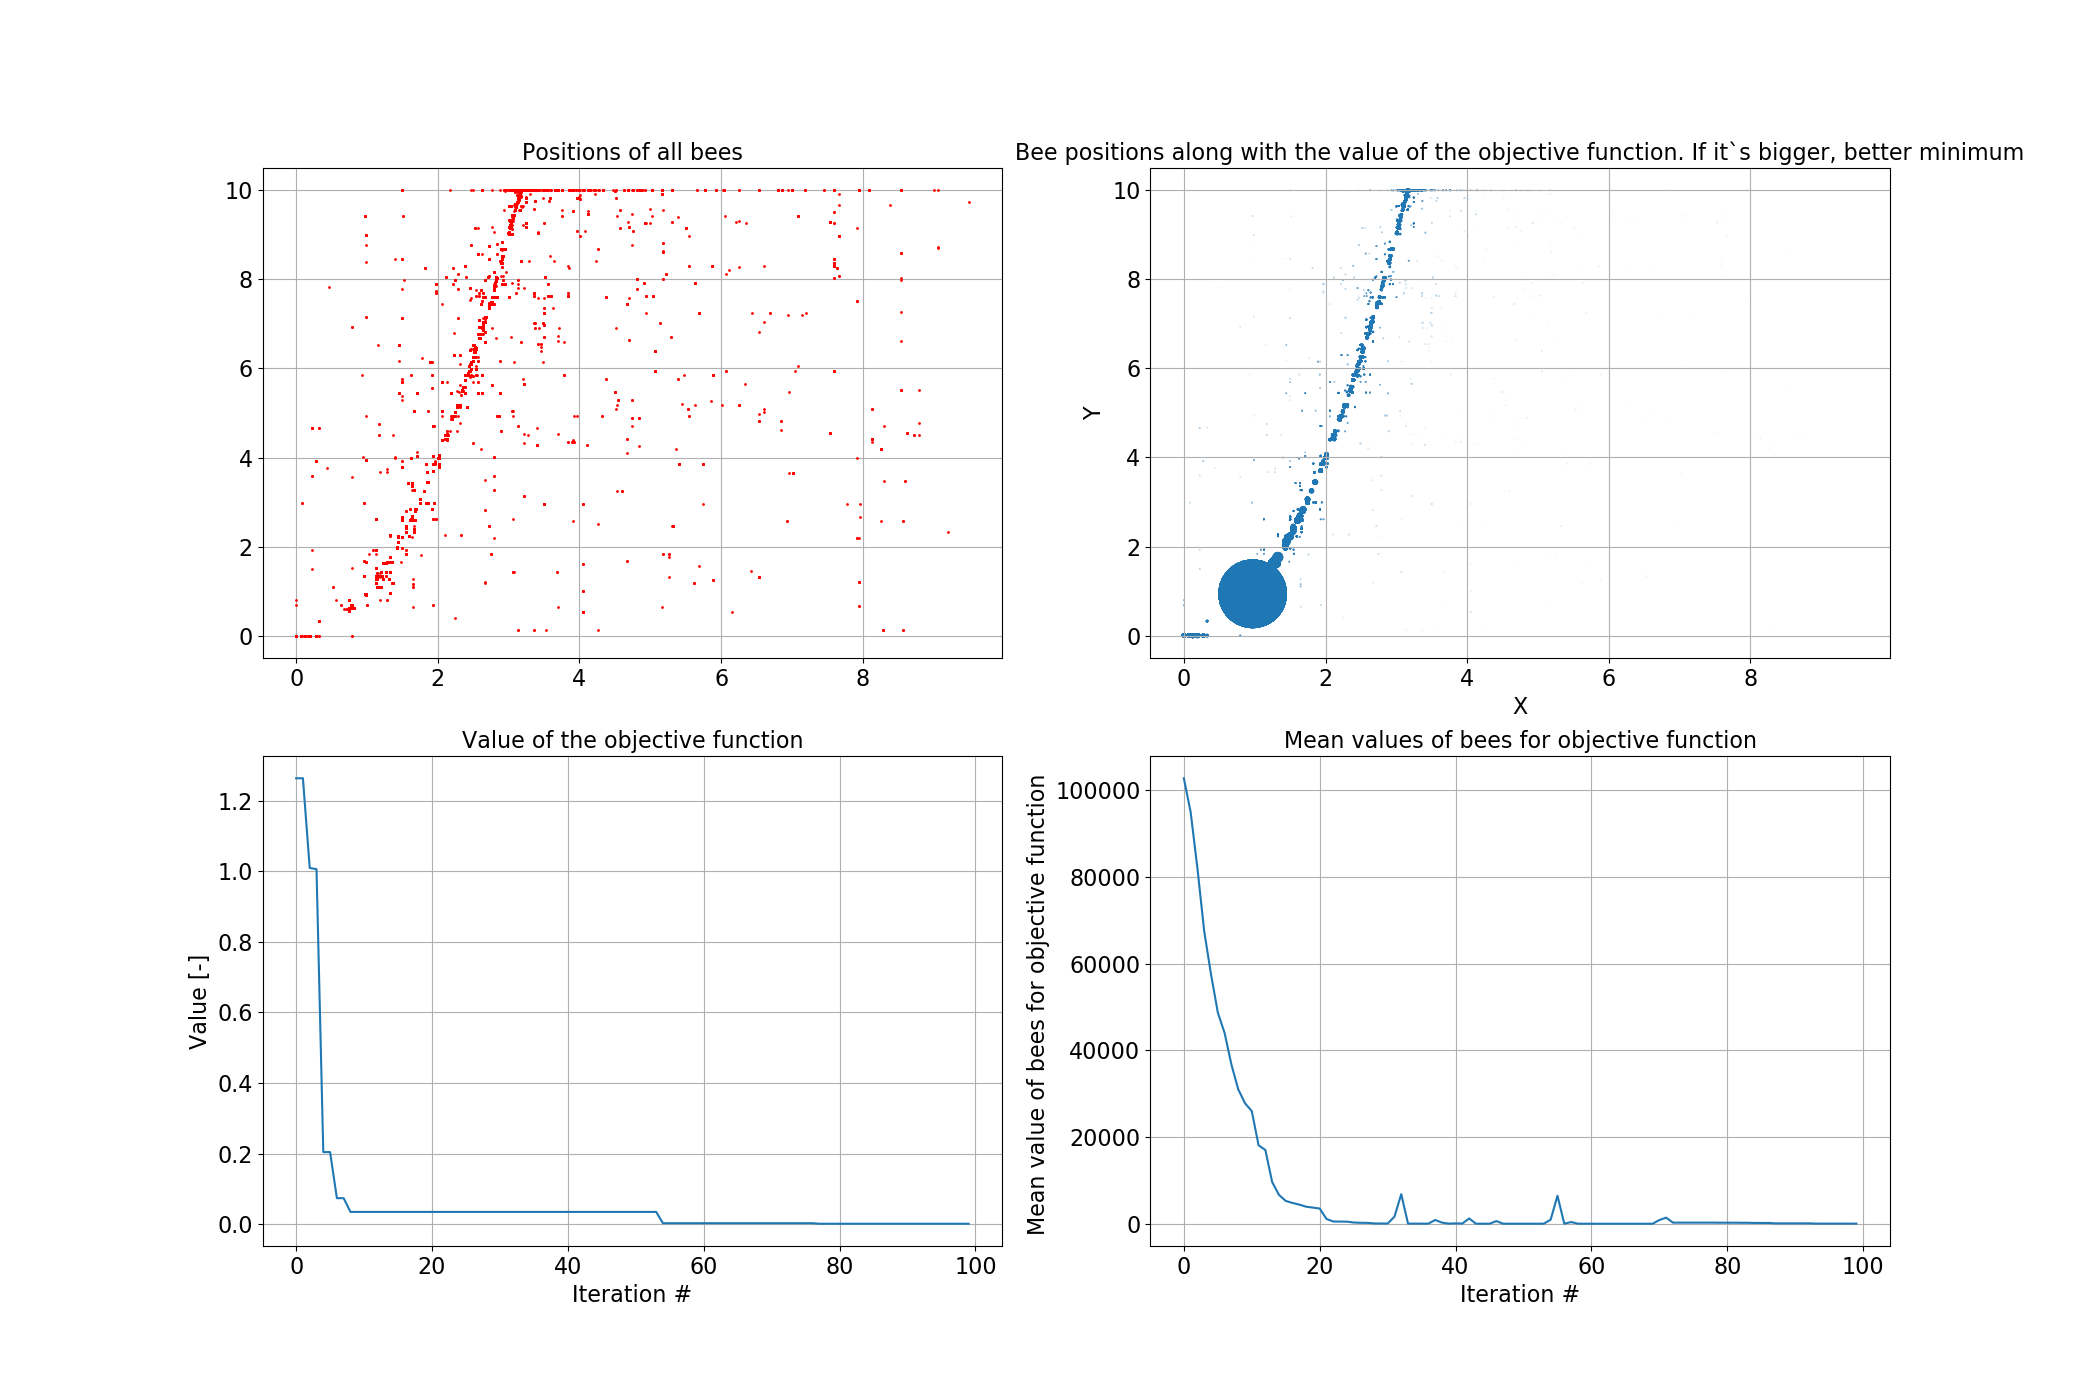 Positions of all bees
10
8
6
4
2
0
0 2 4 6 8
Bee positions along with the value of the objective function. If it`s bigger, better minimum
Y
10
8
6
4
2
0
0 2 4 6 8
X
Value of the objective function
Value [-]
1.2
1.0
0.8
0.6
0.4
0.2
0.0
0 20 40 60 80 100
Iteration #
Mean values of bees for objective function
Mean value of bees for objective function
100000
80000
60000
40000
20000
0
0 20 40 60 80 100
Iteration #